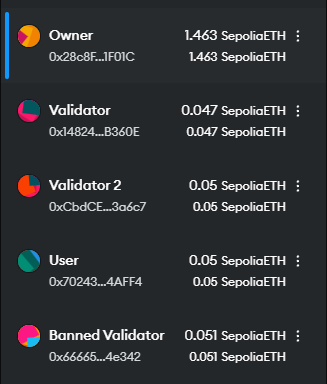 Owner 1.463 SepoliaETH
0x28c8F...1F01C 1.463 SepoliaETH
Validator 0.047 SepoliaETH
0x14824...B360E 0.047 SepoliaETH
Validator 2 0.05 SepoliaETH
0xCbdCE...3a6c7 0.05 SepoliaETH
User 0.05 SepoliaETH
0x70243...4AFF4 0.05 SepoliaETH
Banned Validator 0.051 SepoliaETH
0x66665...4e342 0.051 SepoliaETH